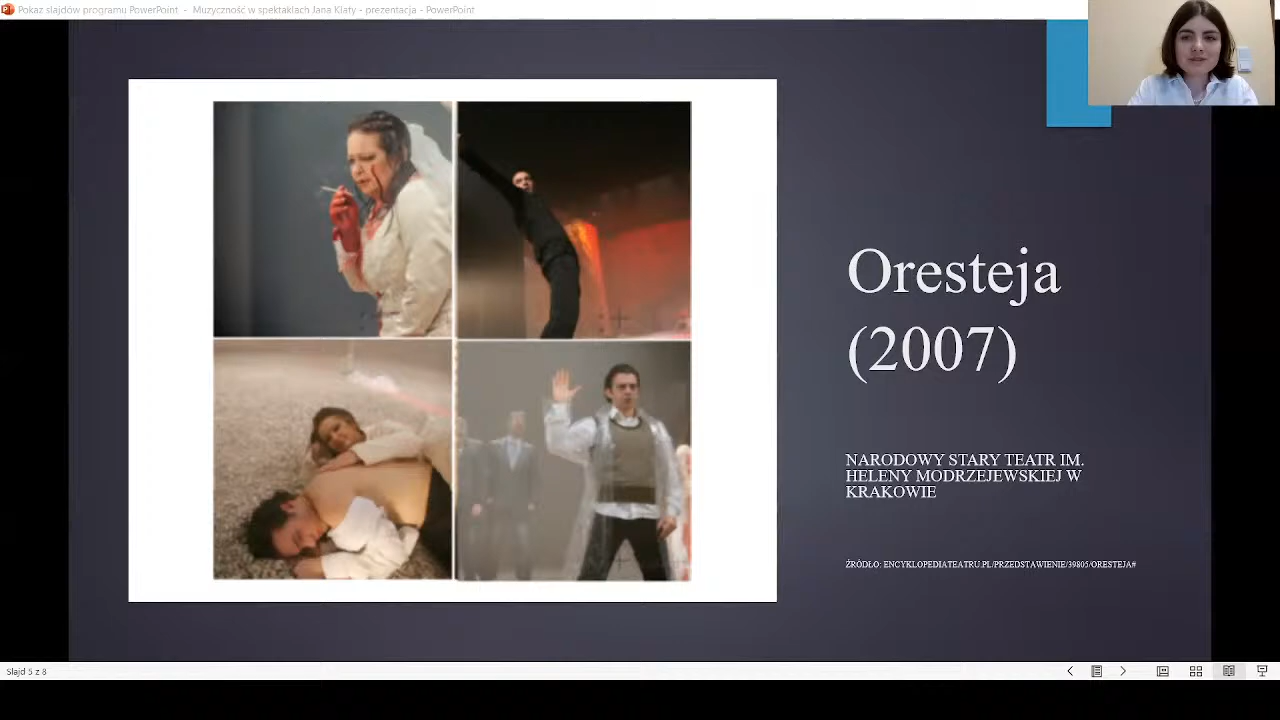 Pokaz slajdów programu PowerPoint - Muzyczność w spektaklach Jana Klaty - prezentacja - PowerPoint
Oresteja
(2007)
NARODOWY STARY TEATR IM.
HELENY MODRZEJEWSKIEJ W
KRAKOWIE
ŹRÓDŁO: ENCYKLOPEDIATEATRU.PL/PRZEDSTAWIENIE/39805/ORESTEJA#
Slajd 5 z 8